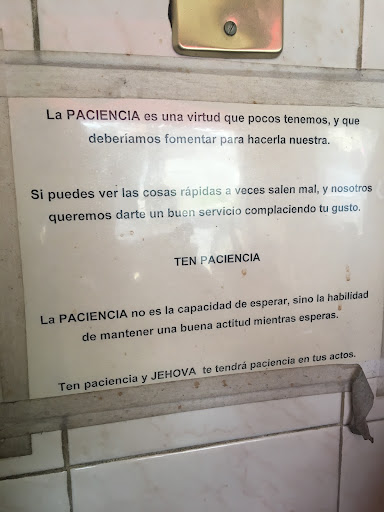 La PACIENCIA es una virtud que pocos tenemos, y que
deberiamos fomentar para hacerla nuestra.
Si puedes ver las cosas rápidas a veces salen mal, y nosotros
queremos darte un buen servicio complaciendo tu gusto.
TEN PACIENCIA
La PACIENCIA no es la capacidad de esperar, sino la habilidad
de mantener una buena actitud mientras esperas.
Ten paciencia y JEHOVA te tendrá paciencia en tus actos.